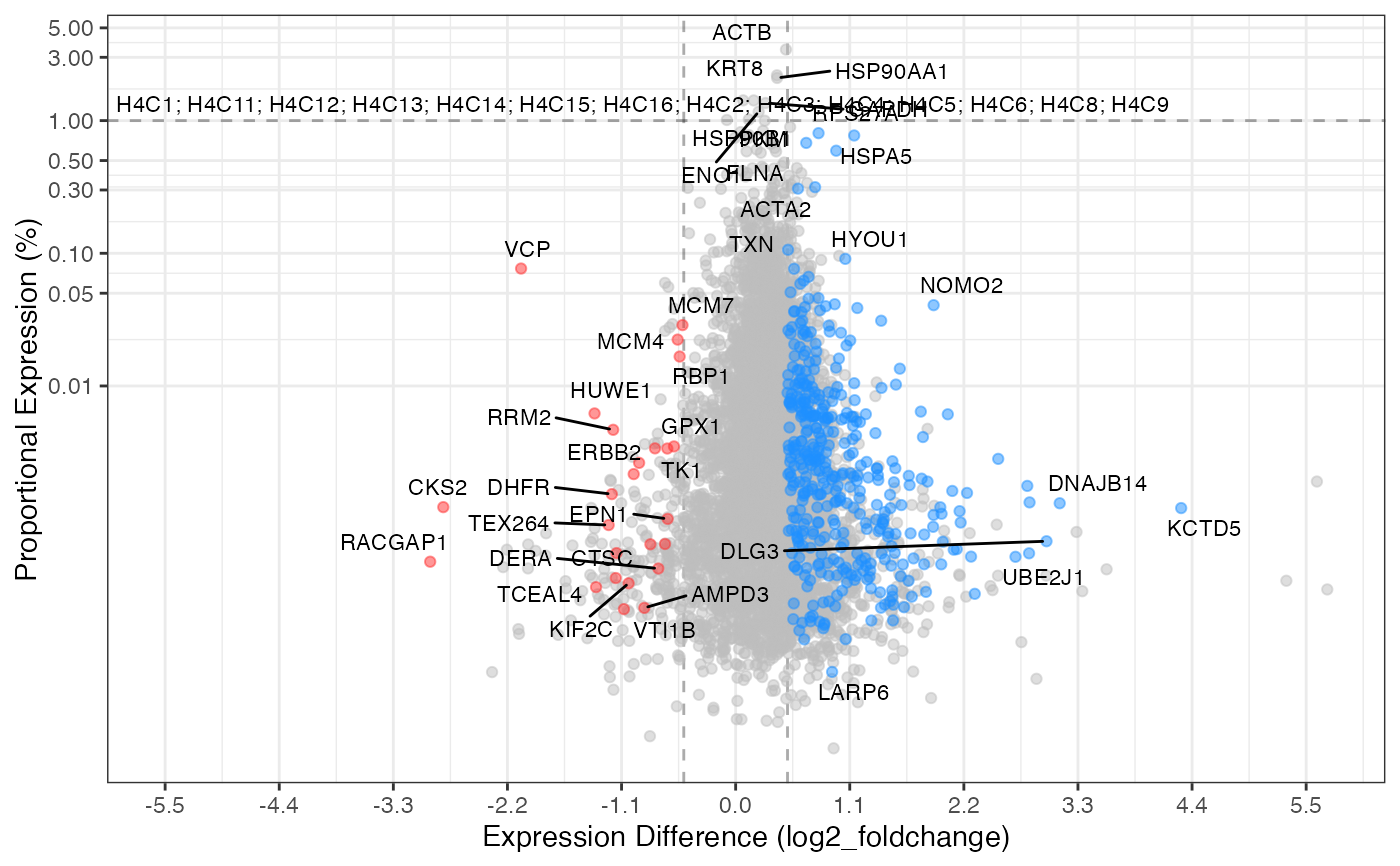 5.00
ACTB
3.00
KRT8
HSP90AA1
H4C1; H4C11; H4C12; H4C13; H4C14; H4C15; H4C16; H4C2; H4C3; H4C4; H4C5; H4C6; H4C8; H4C9
GAPDH
RPS27A
1.00
HSP90B1
PKM
0.50
HSPA5
ENO1
FLNA
0.30
ACTA2
TXN
HYOU1
VCP
0.10
NOMO2
0.05
MCM7
MCM4
RBP1
0.01
HUWE1
RRM2
GPX1
ERBB2
TK1
CKS2
DHFR
DNAJB14
TEX264
EPN1
KCTD5
RACGAP1
DERA
CTSC
DLG3
UBE2J1
TCEAL4
AMPD3
KIF2C
VTI1B
LARP6
Proportional Expression (%)
-5.5 -4.4 -3.3 -2.2 -1.1 0.0 1.1 2.2 3.3 4.4 5.5
Expression Difference (log2_foldchange)